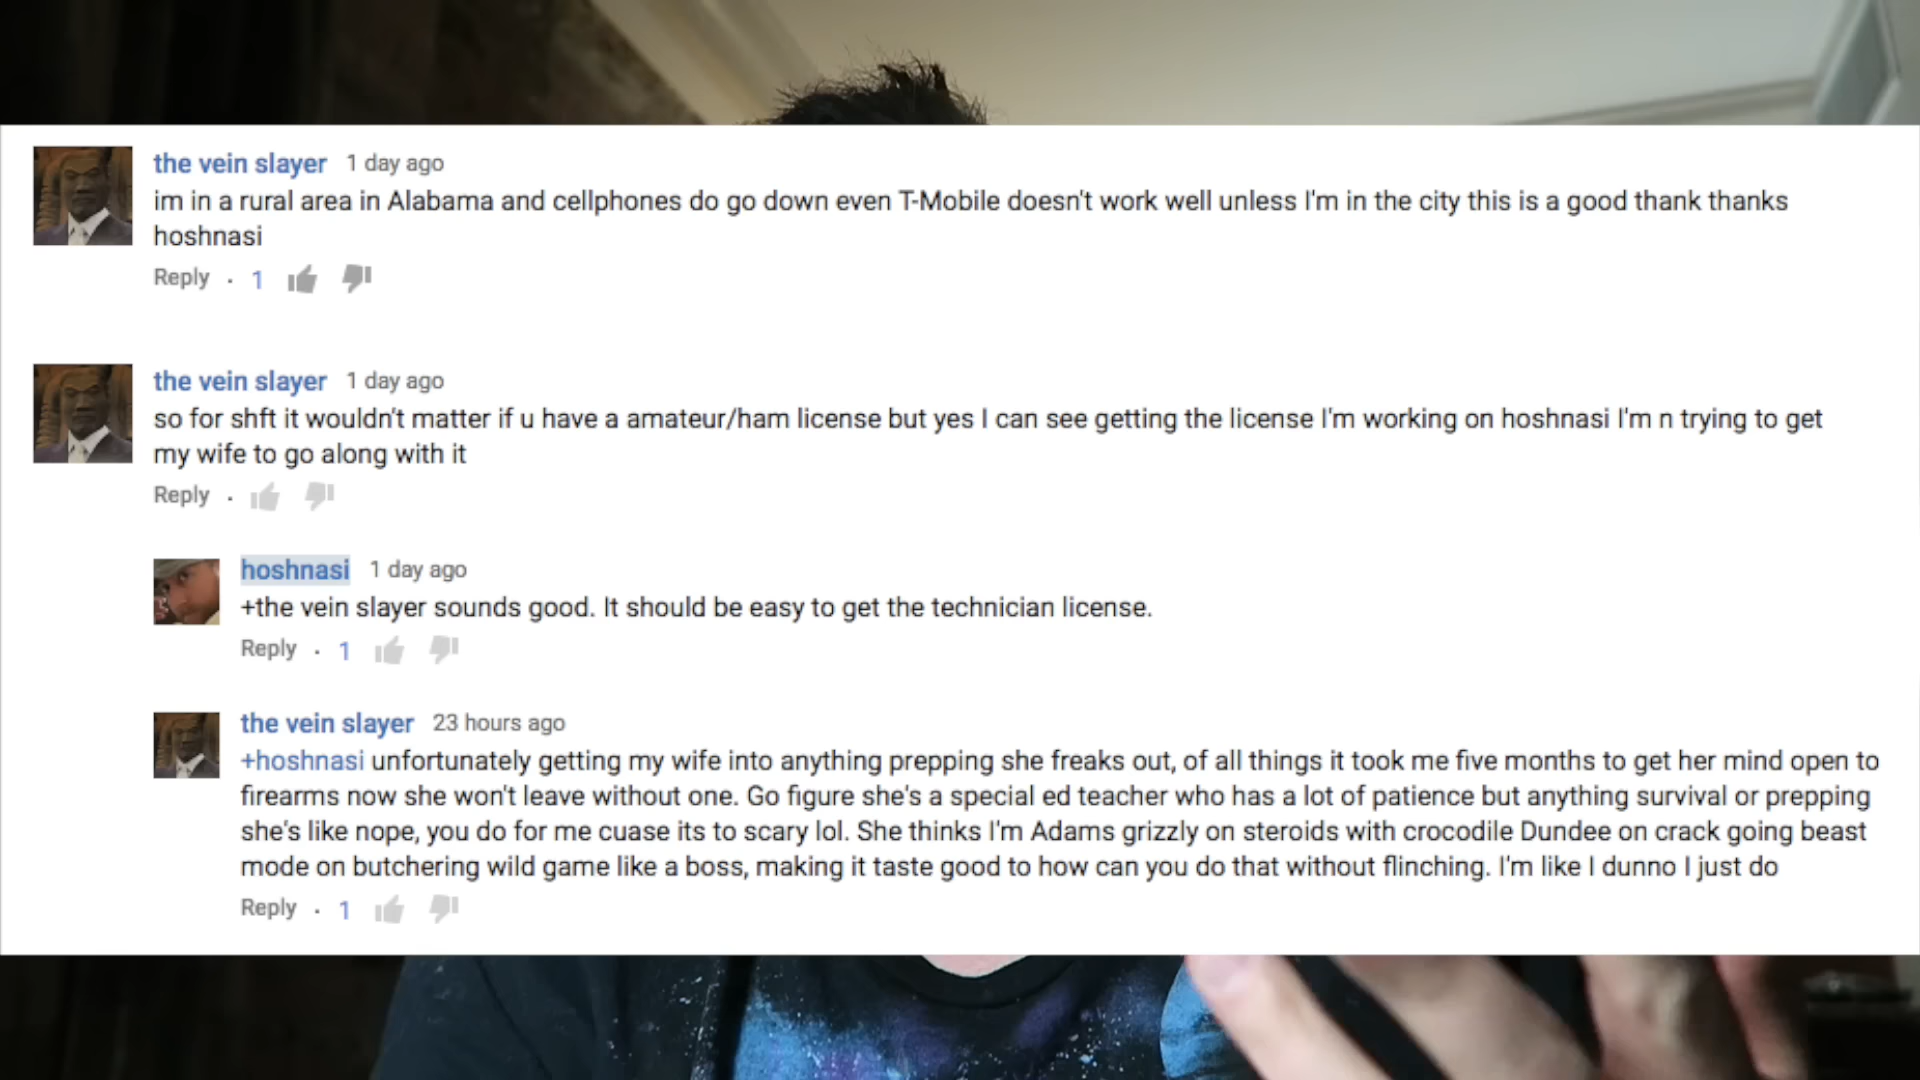 the vein slayer 1 day ago
im in a rural area in Alabama and cellphones do go down even T-Mobile doesn't work well unless I'm in the city this is a good thank thanks
hoshnasi
Reply · 1
the vein slayer 1 day ago
so for shft it wouldn't matter if u have a amateur/ham license but yes I can see getting the license I'm working on hoshnasi I'm n trying to get
my wife to go along with it
Reply ·
hoshnasi 1 day ago
+the vein slayer sounds good. It should be easy to get the technician license.
Reply · 1
the vein slayer 23 hours ago
+hoshnasi unfortunately getting my wife into anything prepping she freaks out, of all things it took me five months to get her mind open to
firearms now she won't leave without one. Go figure she's a special ed teacher who has a lot of patience but anything survival or prepping
she's like nope, you do for me cuase its to scary lol. She thinks I'm Adams grizzly on steroids with crocodile Dundee on crack going beast
mode on butchering wild game like a boss, making it taste good to how can you do that without flinching. I'm like I dunno I just do
Reply · 1